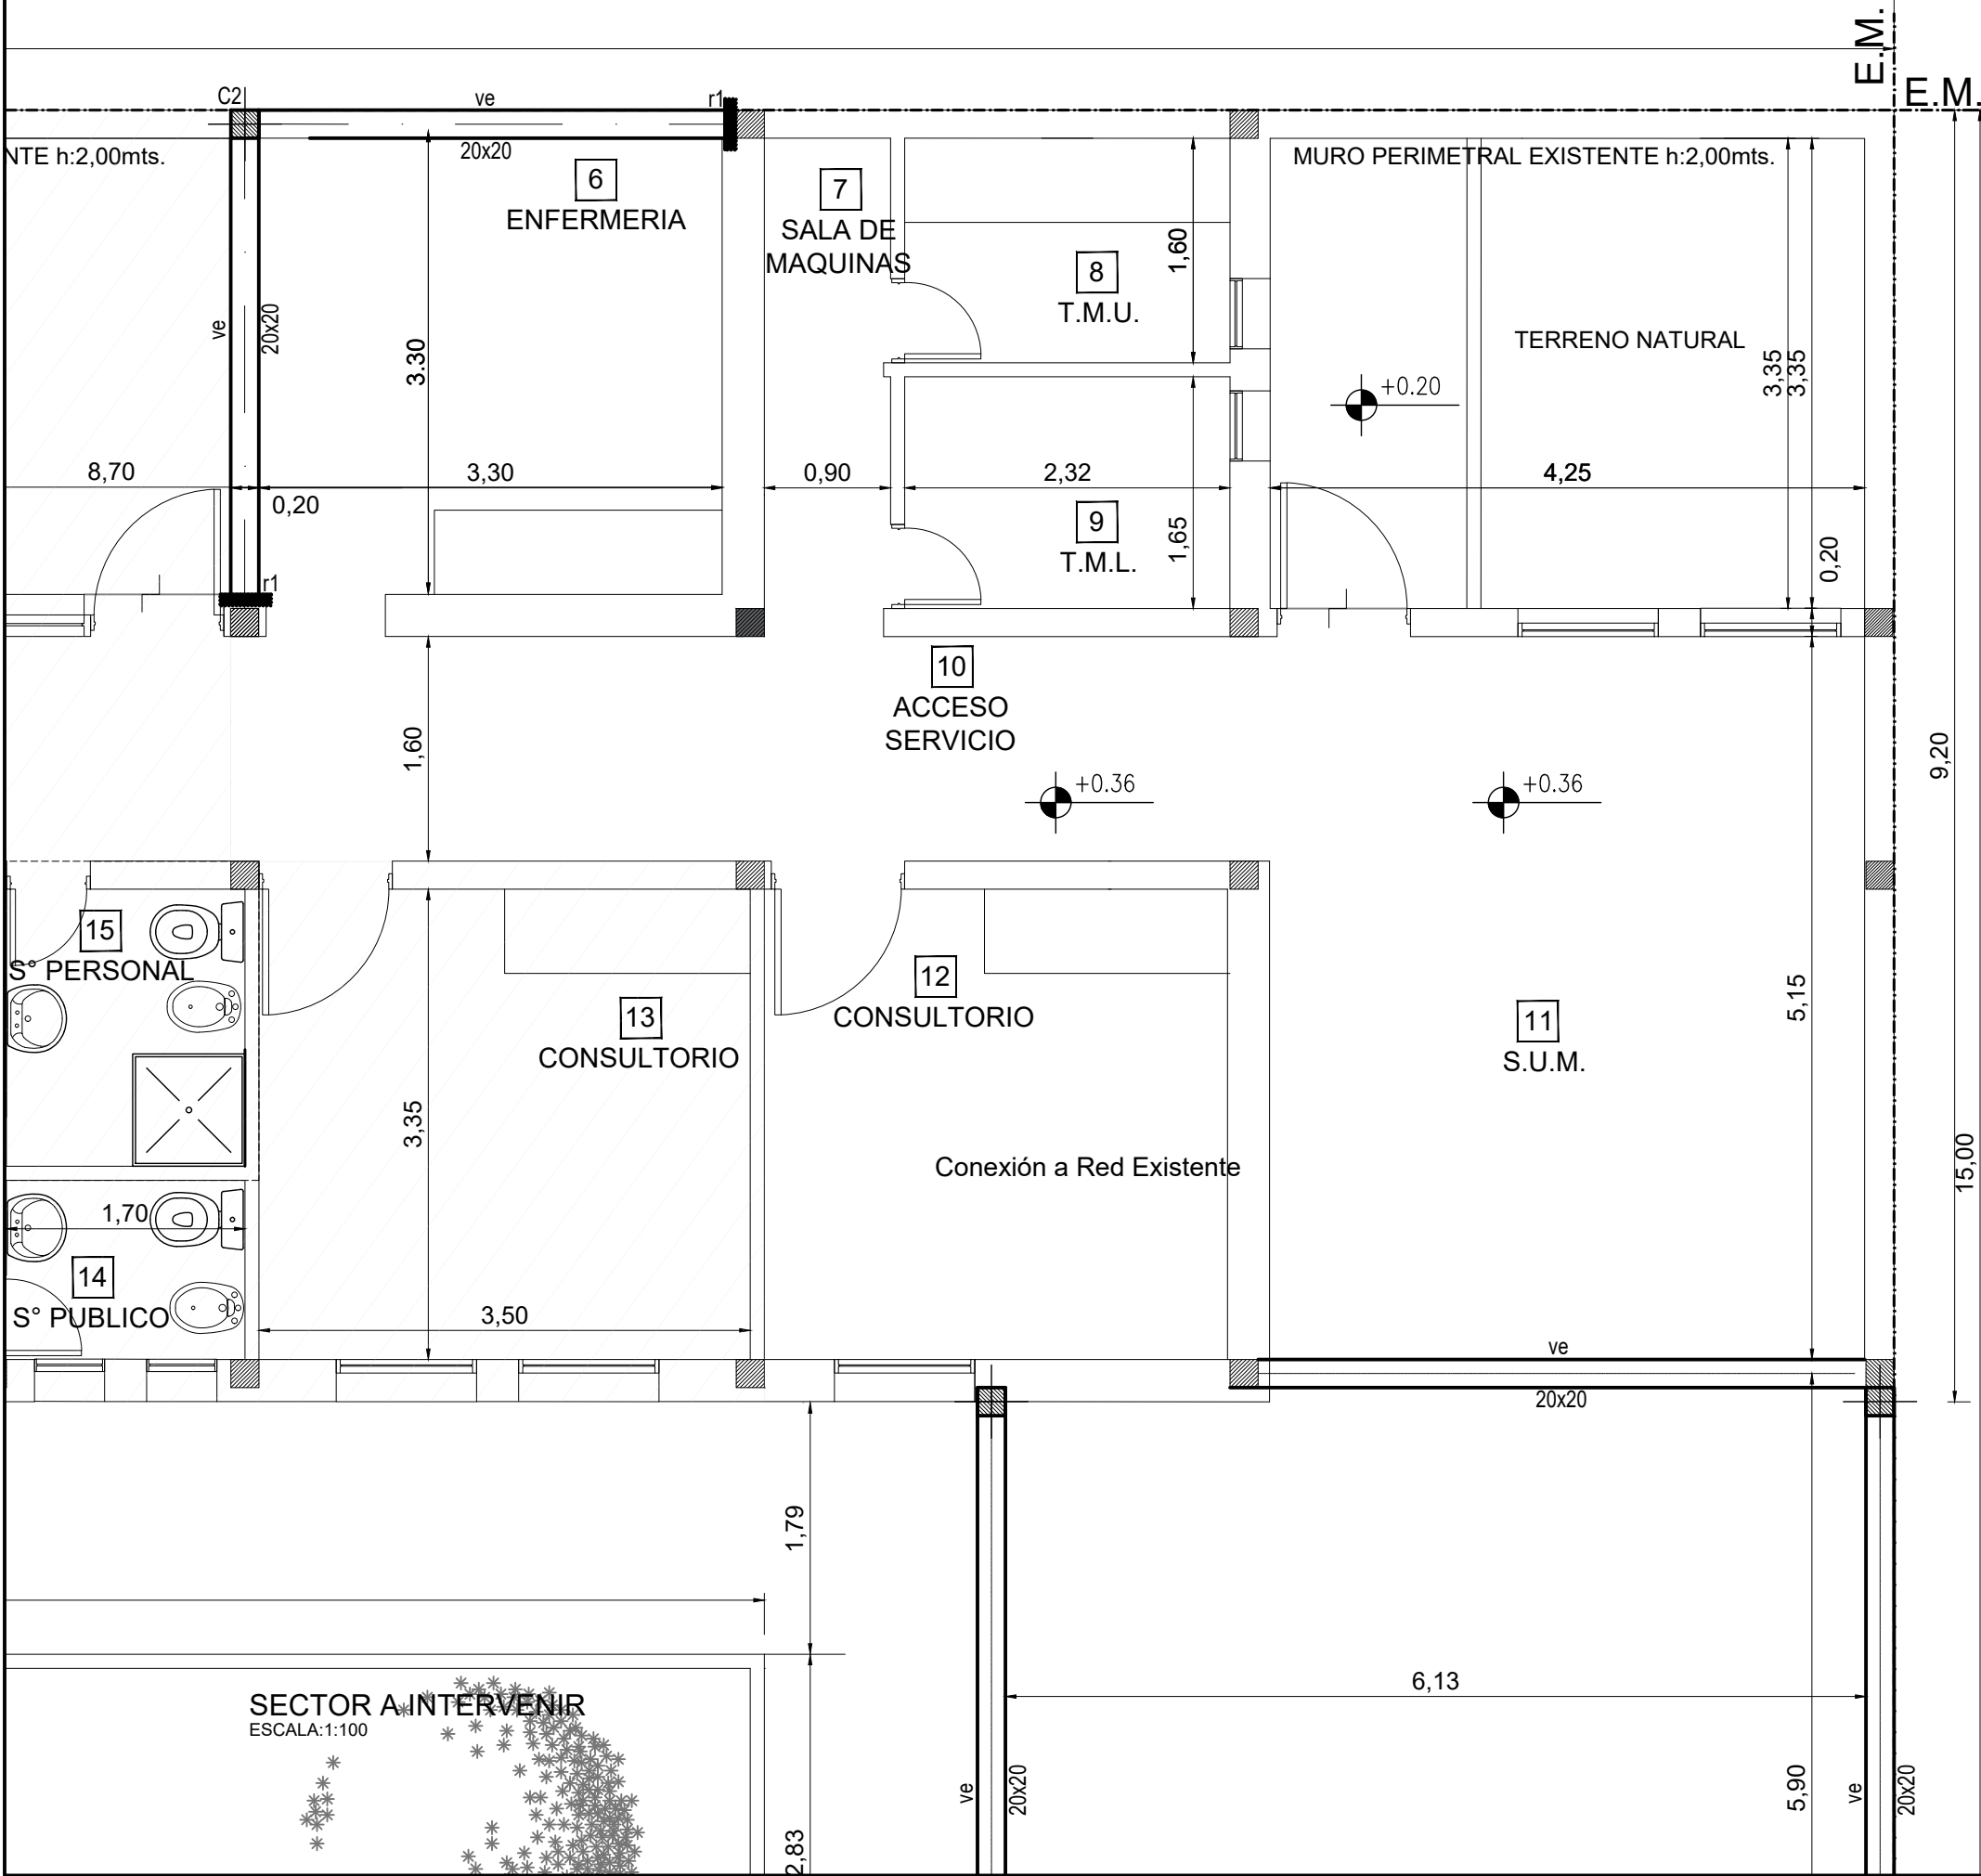 E.M.
E.M.
C2
ve
r1
NTE h:2,00mts.
20x20
MURO PERIMETRAL EXISTENTE h:2,00mts.
6
ENFERMERIA
7
SALA DE
MAQUINAS
8
T.M.U.
1,60
ve
20x20
3.30
TERRENO NATURAL
3,35
3,35
+0.20
8,70
0,20
3,30
0,90
2,32
4,25
9
T.M.L.
1,65
0,20
r1
10
ACCESO
SERVICIO
1,60
+0.36
+0.36
9,20
15
S° PERSONAL
13
CONSULTORIO
12
CONSULTORIO
11
S.U.M.
5,15
3,35
Conexión a Red Existente
15,00
1,70
14
S° PUBLICO
3,50
ve
20x20
1,79
6,13
SECTOR A INTERVENIR
ESCALA:1:100
ve
20x20
5,90
ve
20x20
2,83